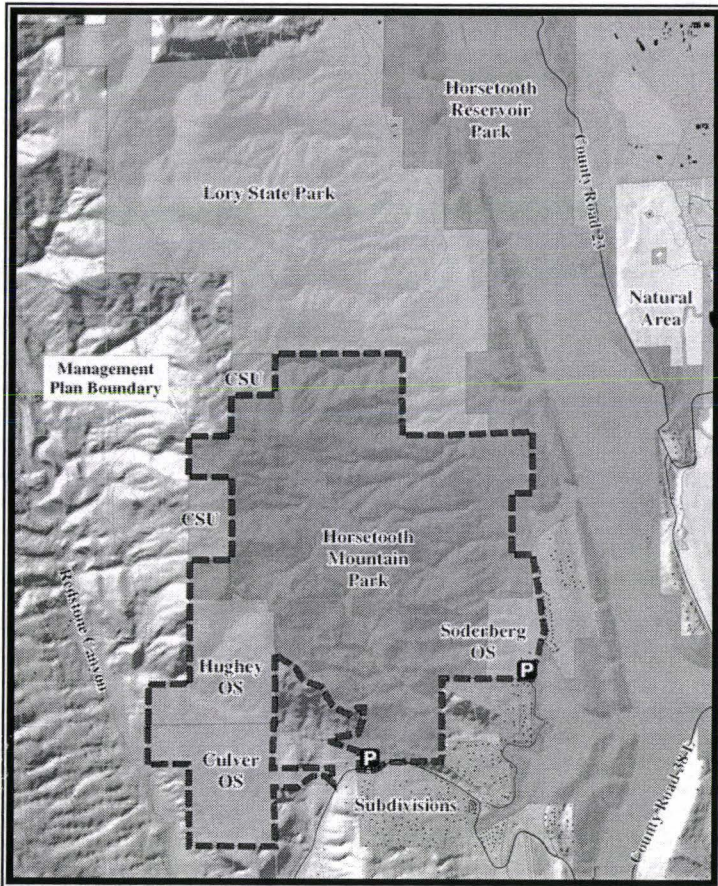 Horsetooth
Reservoir
Park
Lory State Park
County Road 23
Natural
Area
Management
Plan Boundary
CSU
CSU
Horsetooth
Mountain
Park
Redstone Canyon
Soderberg
OS
P
Hughey
OS
Culver
OS
P
Subdivisions
County Road 38 E